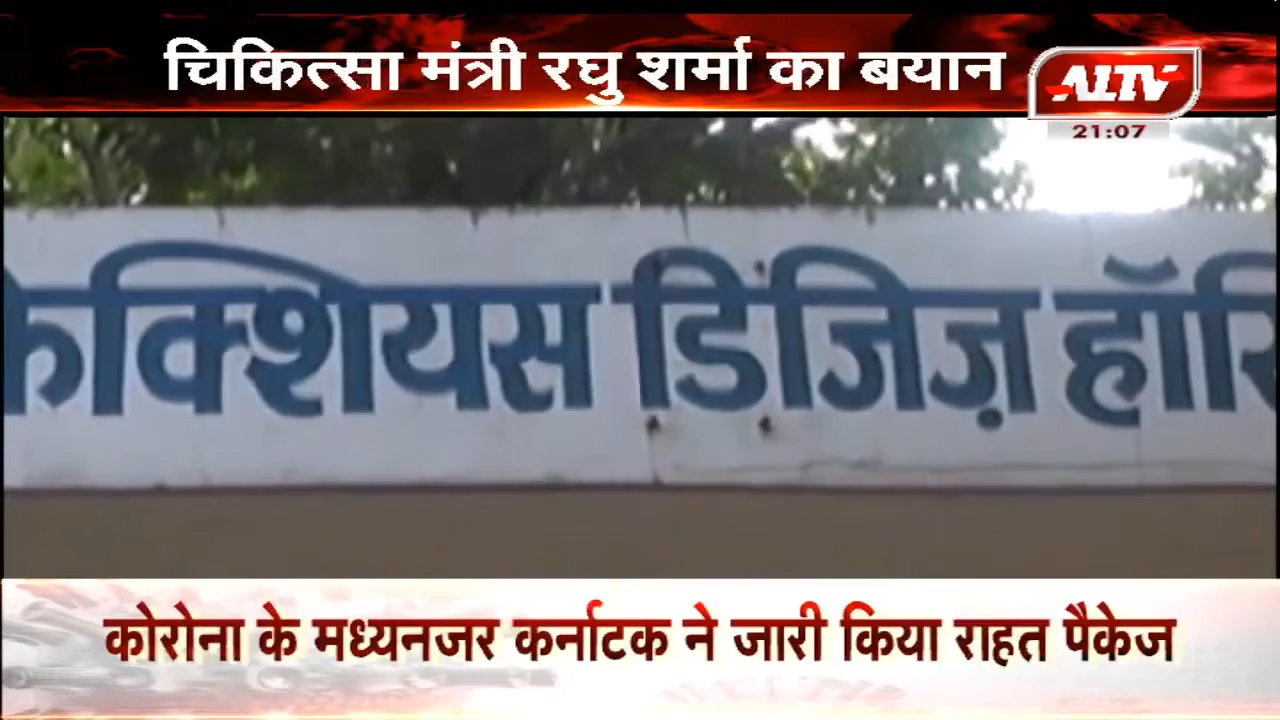 चिकित्सा मंत्री रघु शर्मा का बयान
ALTV
21:07
डिजिज़
कोरोना के मध्यनजर कर्नाटक ने जारी किया राहत पैकेज